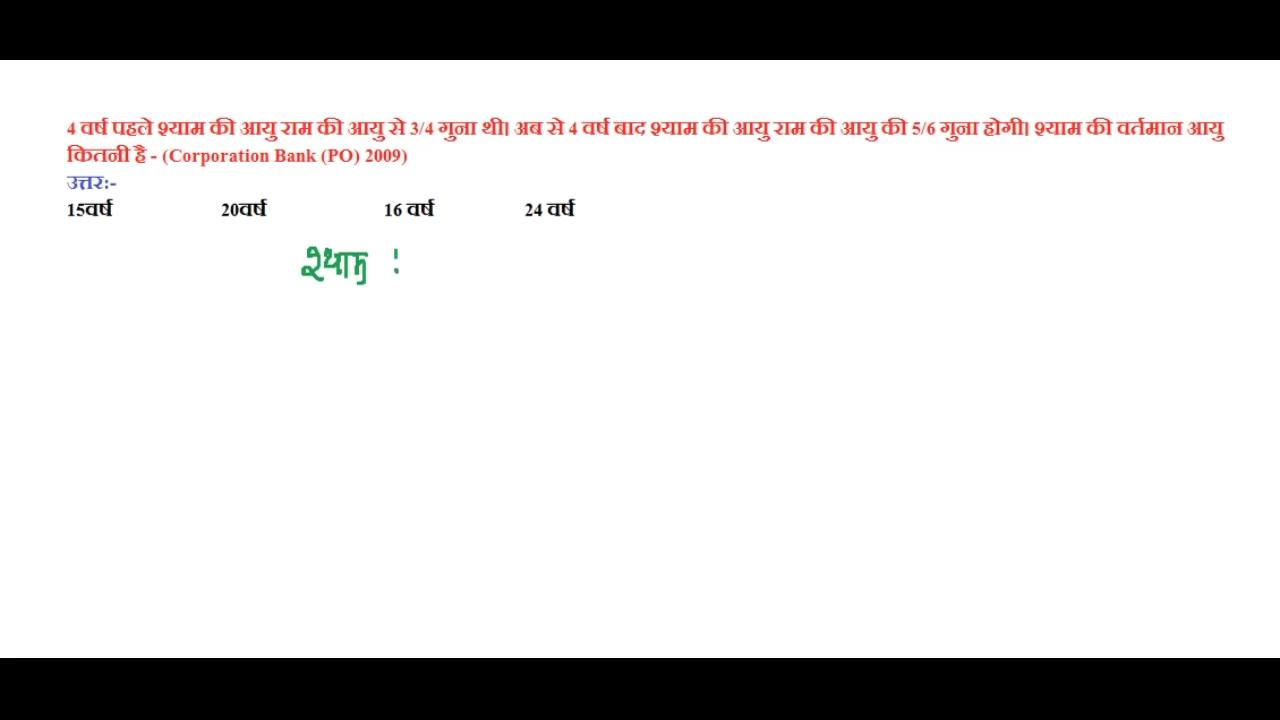 4 वर्ष पहले श्याम की आयु राम की आयु से 3/4 गुना थी। अब से 4 वर्ष बाद श्याम की आयु राम की आयु की 5/6 गुना होगी। श्याम की वर्तमान आयु
कितनी है - (Corporation Bank (PO) 2009)
उत्तर:-
15वर्ष 20वर्ष 16 वर्ष 24 वर्ष
श्याम :